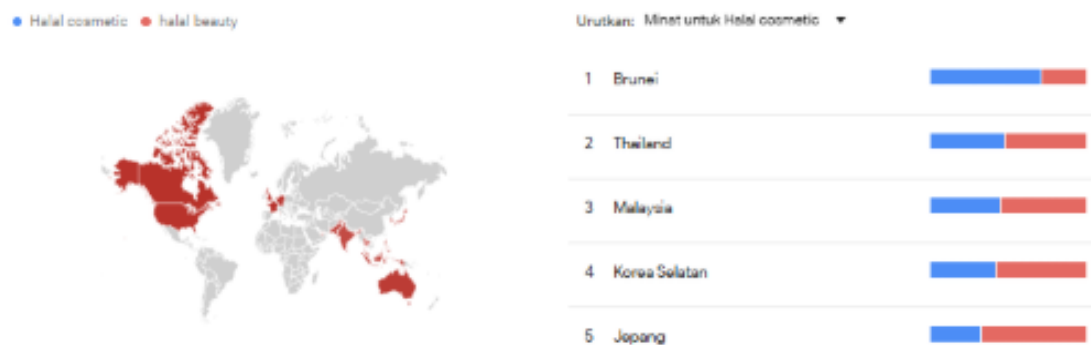 Halal cosmetic halal beauty
Urutkan: Minat untuk Halal cosmetic
1 Brunei
2 Thailand
3 Malaysia
4 Korea Selatan
5 Jepang